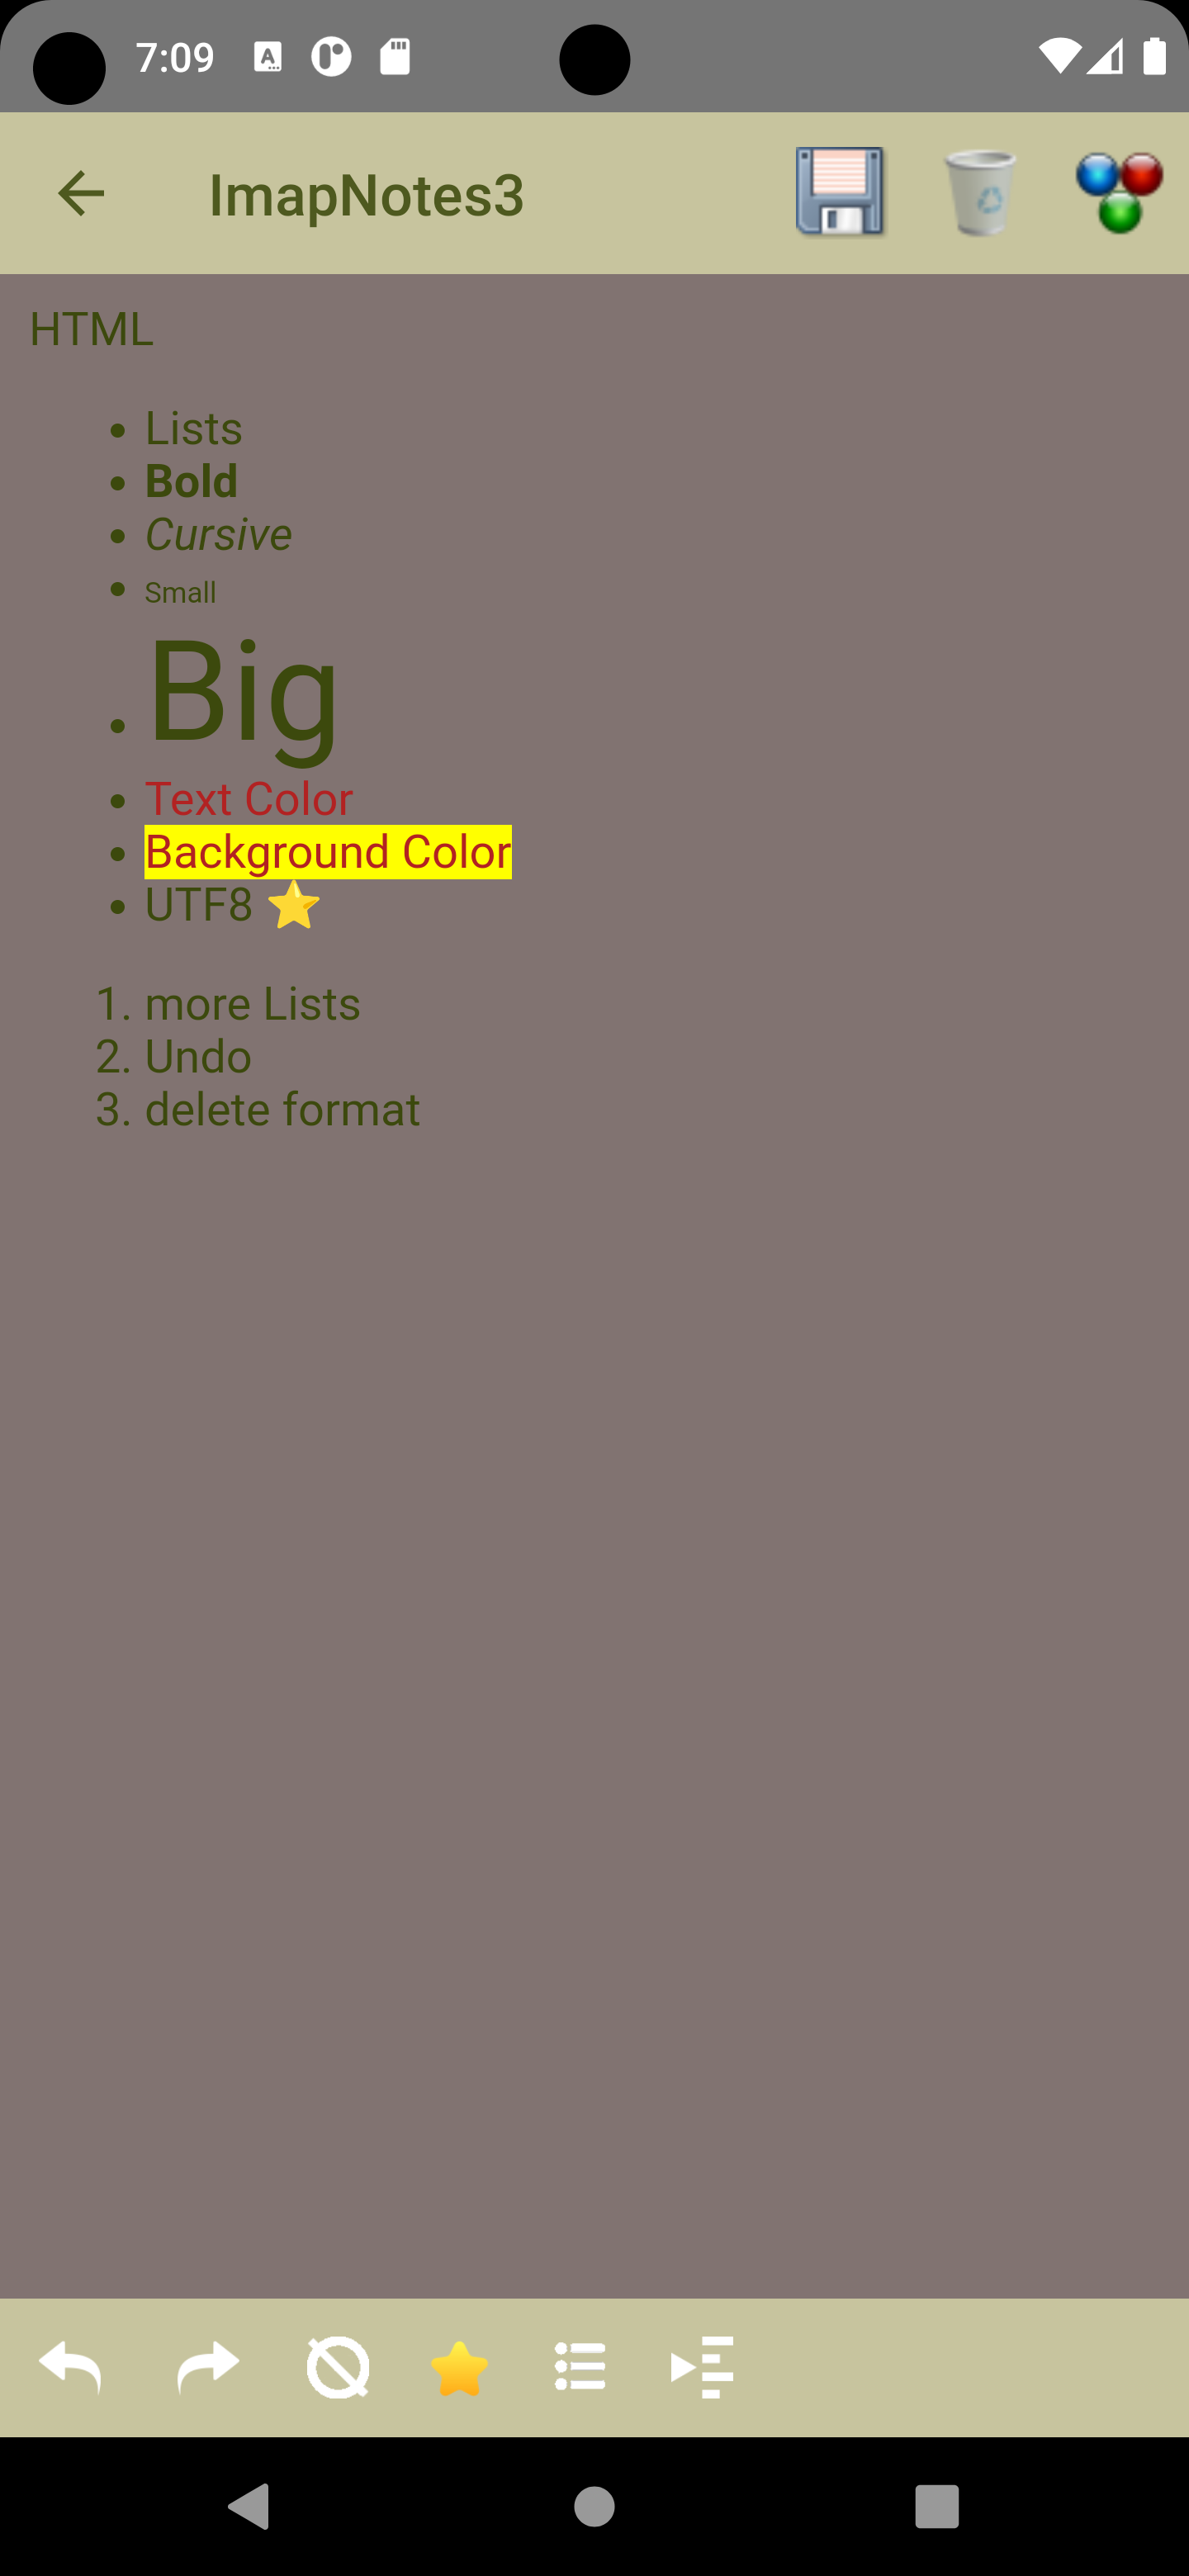 7:09
ImapNotes3
HTML
• Lists
• Bold
• Cursive
• Small
• Big
• Text Color
• Background Color
• UTF8 ⭐
1. more Lists
2. Undo
3. delete format